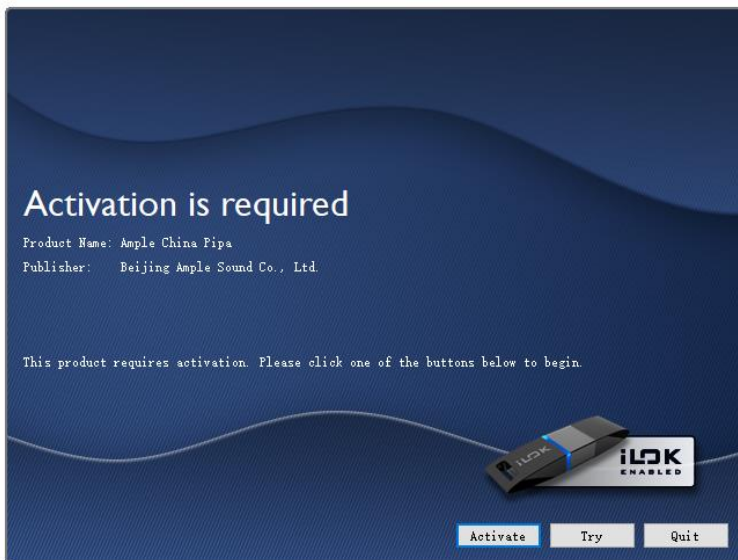 Activation is required
Product Name: Ample China Pipa
Publisher: Beijing Ample Sound Co., Ltd.
This product requires activation. Please click one of the buttons below to begin.
iLOK
iLOK
ENABLED
Activate Try Quit